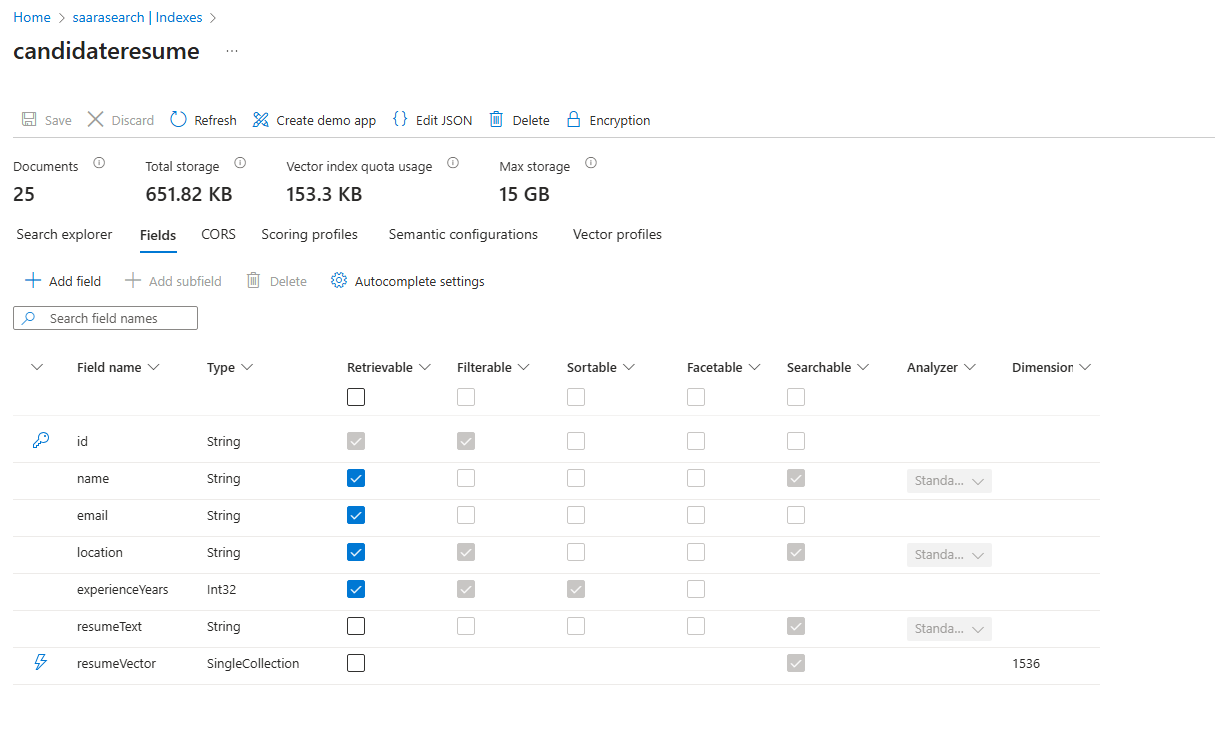 Home > saarasearch | Indexes >
candidateresume ...
Save Discard Refresh Create demo app {} Edit JSON Delete Encryption
Documents Total storage Vector index quota usage Max storage
25 651.82 KB 153.3 KB 15 GB
Search explorer Fields CORS Scoring profiles Semantic configurations Vector profiles
+ Add field + Add subfield Delete Autocomplete settings
Search field names
Field name Type Retrievable Filterable Sortable Facetable Searchable Analyzer Dimension
id String
name String Standa...
email String
location String Standa...
experienceYears Int32
resumeText String Standa...
resumeVector SingleCollection 1536